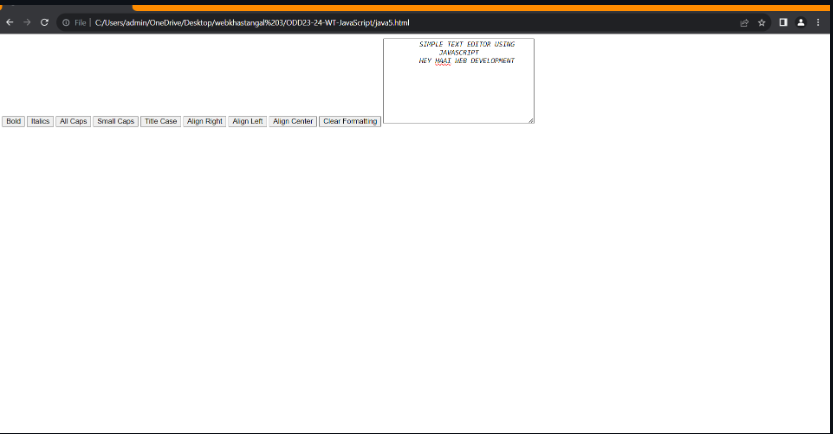 File | C:/Users/admin/OneDrive/Desktop/webkhastangal%203/ODD23-24-WT-JavaScript/java5.html
SIMPLE TEXT EDITOR USING
JAVASCRIPT
HEY HAAI WEB DEVELOPMENT
Bold Italics All Caps Small Caps Title Case Align Right Align Left Align Center Clear Formatting